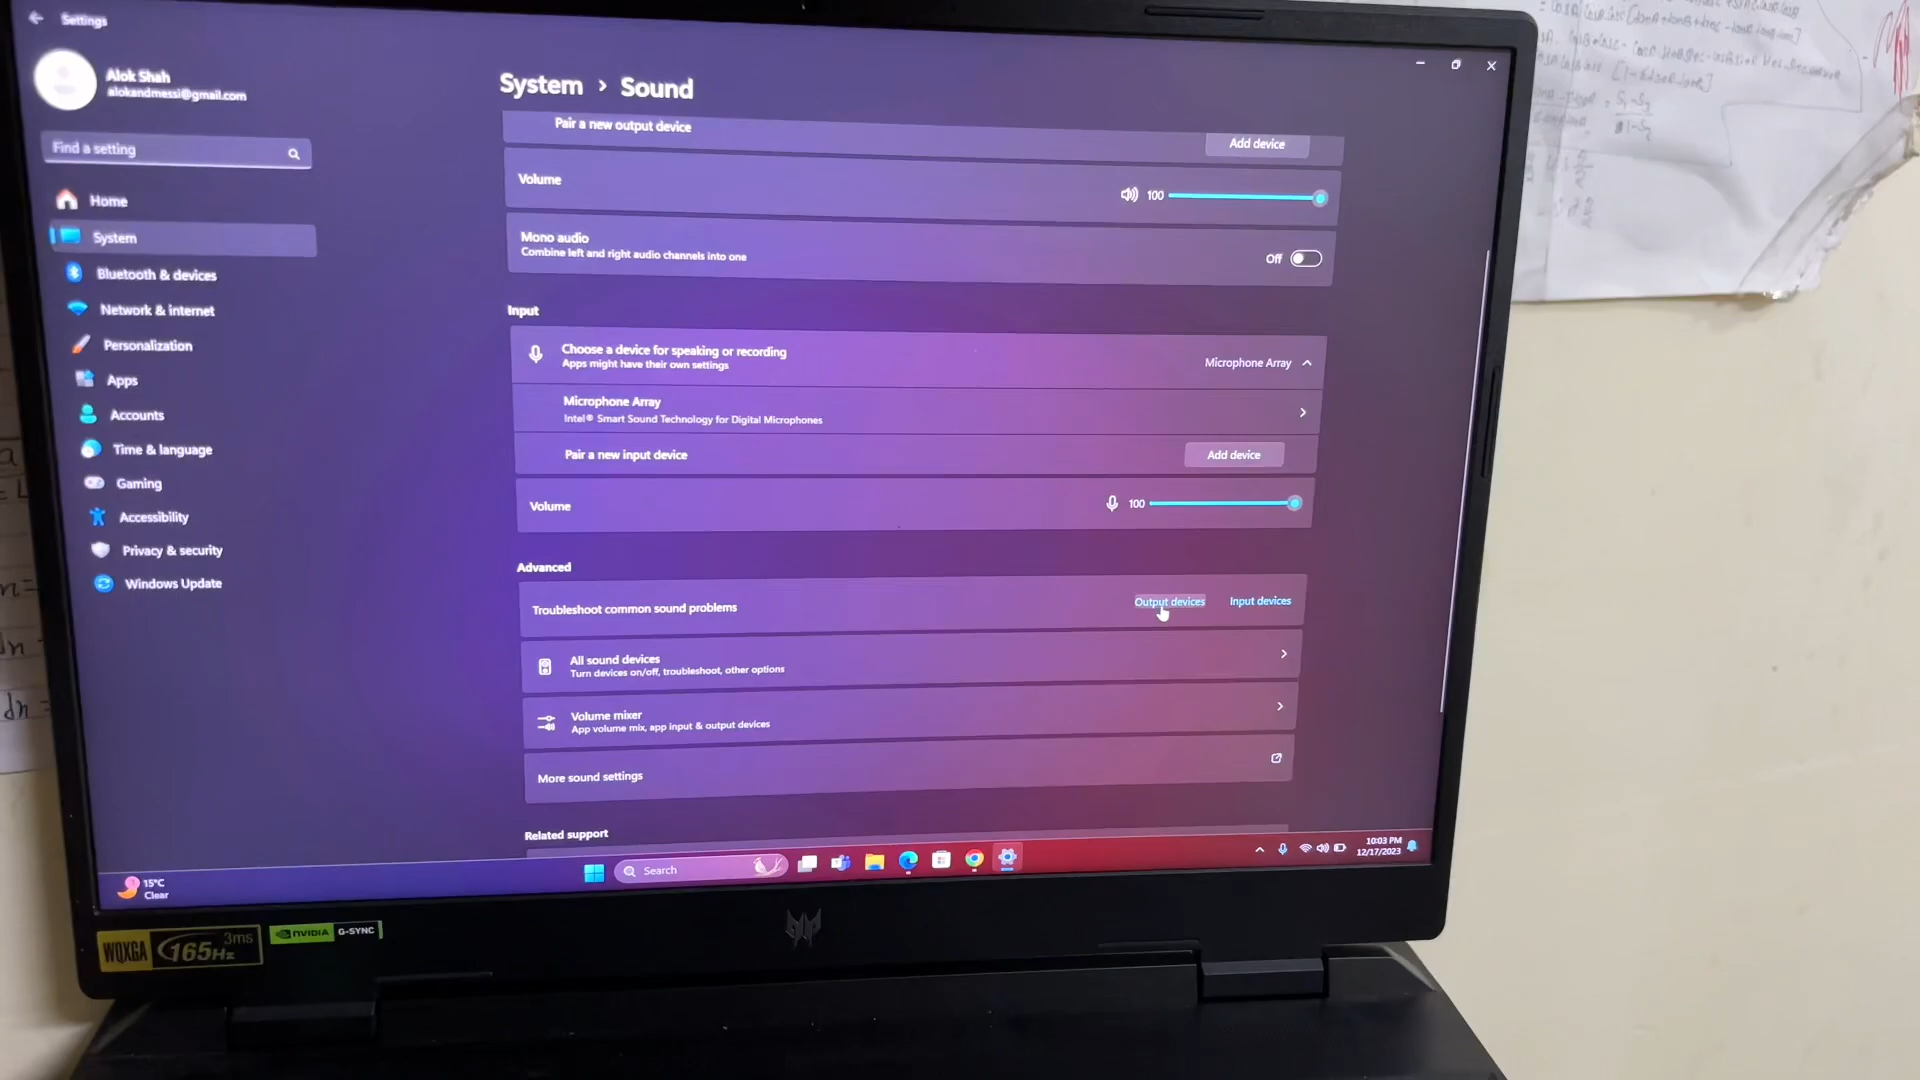 Settings
Alok Shah
alokandmessi@gmail.com
Find a setting
Home
System
Bluetooth & devices
Network & internet
Personalization
Apps
Accounts
Time & language
Gaming
Accessibility
Privacy & security
Windows Update
System > Sound
Pair a new output device
Add device
Volume
100
Mono audio
Combine left and right audio channels into one
Off
Input
Choose a device for speaking or recording
Apps might have their own settings
Microphone Array
Microphone Array
Intel® Smart Sound Technology for Digital Microphones
Pair a new input device
Add device
Volume
100
Advanced
Troubleshoot common sound problems
Output devices
Input devices
All sound devices
Turn devices on/off, troubleshoot, other options
Volume mixer
App volume mix, app input & output devices
More sound settings
Related support
15°C
Clear
Search
10:03 PM
12/17/2023
WQXGA
165Hz
3ms
NVIDIA
G-SYNC